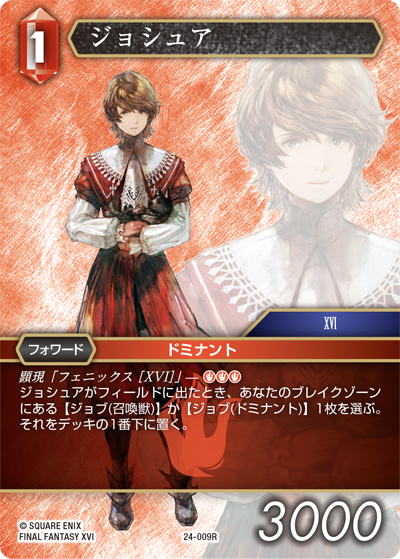 1
ジョシュア
XVI
フォワード
ドミナント
顕現「フェニックス [XVI]」―
ジョシュアがフィールドに出たとき、あなたのブレイクゾーン
にある【ジョブ(召喚獣)】か【ジョブ(ドミナント)】1枚を選ぶ。
それをデッキの1番下に置く。
© SQUARE ENIX
FINAL FANTASY XVI
24-009R
3000